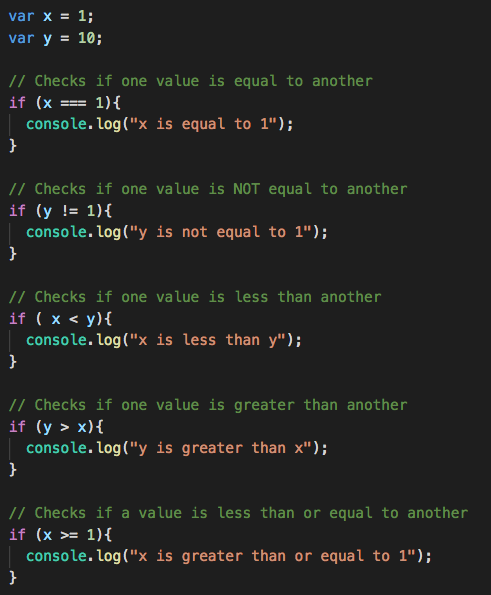 var x = 1;
var y = 10;

// Checks if one value is equal to another
if (x === 1){
  console.log("x is equal to 1");
}

// Checks if one value is NOT equal to another
if (y != 1){
  console.log("y is not equal to 1");
}

// Checks if one value is less than another
if ( x < y){
  console.log("x is less than y");
}

// Checks if one value is greater than another
if (y > x){
  console.log("y is greater than x");
}

// Checks if a value is less than or equal to another
if (x >= 1){
  console.log("x is greater than or equal to 1");
}